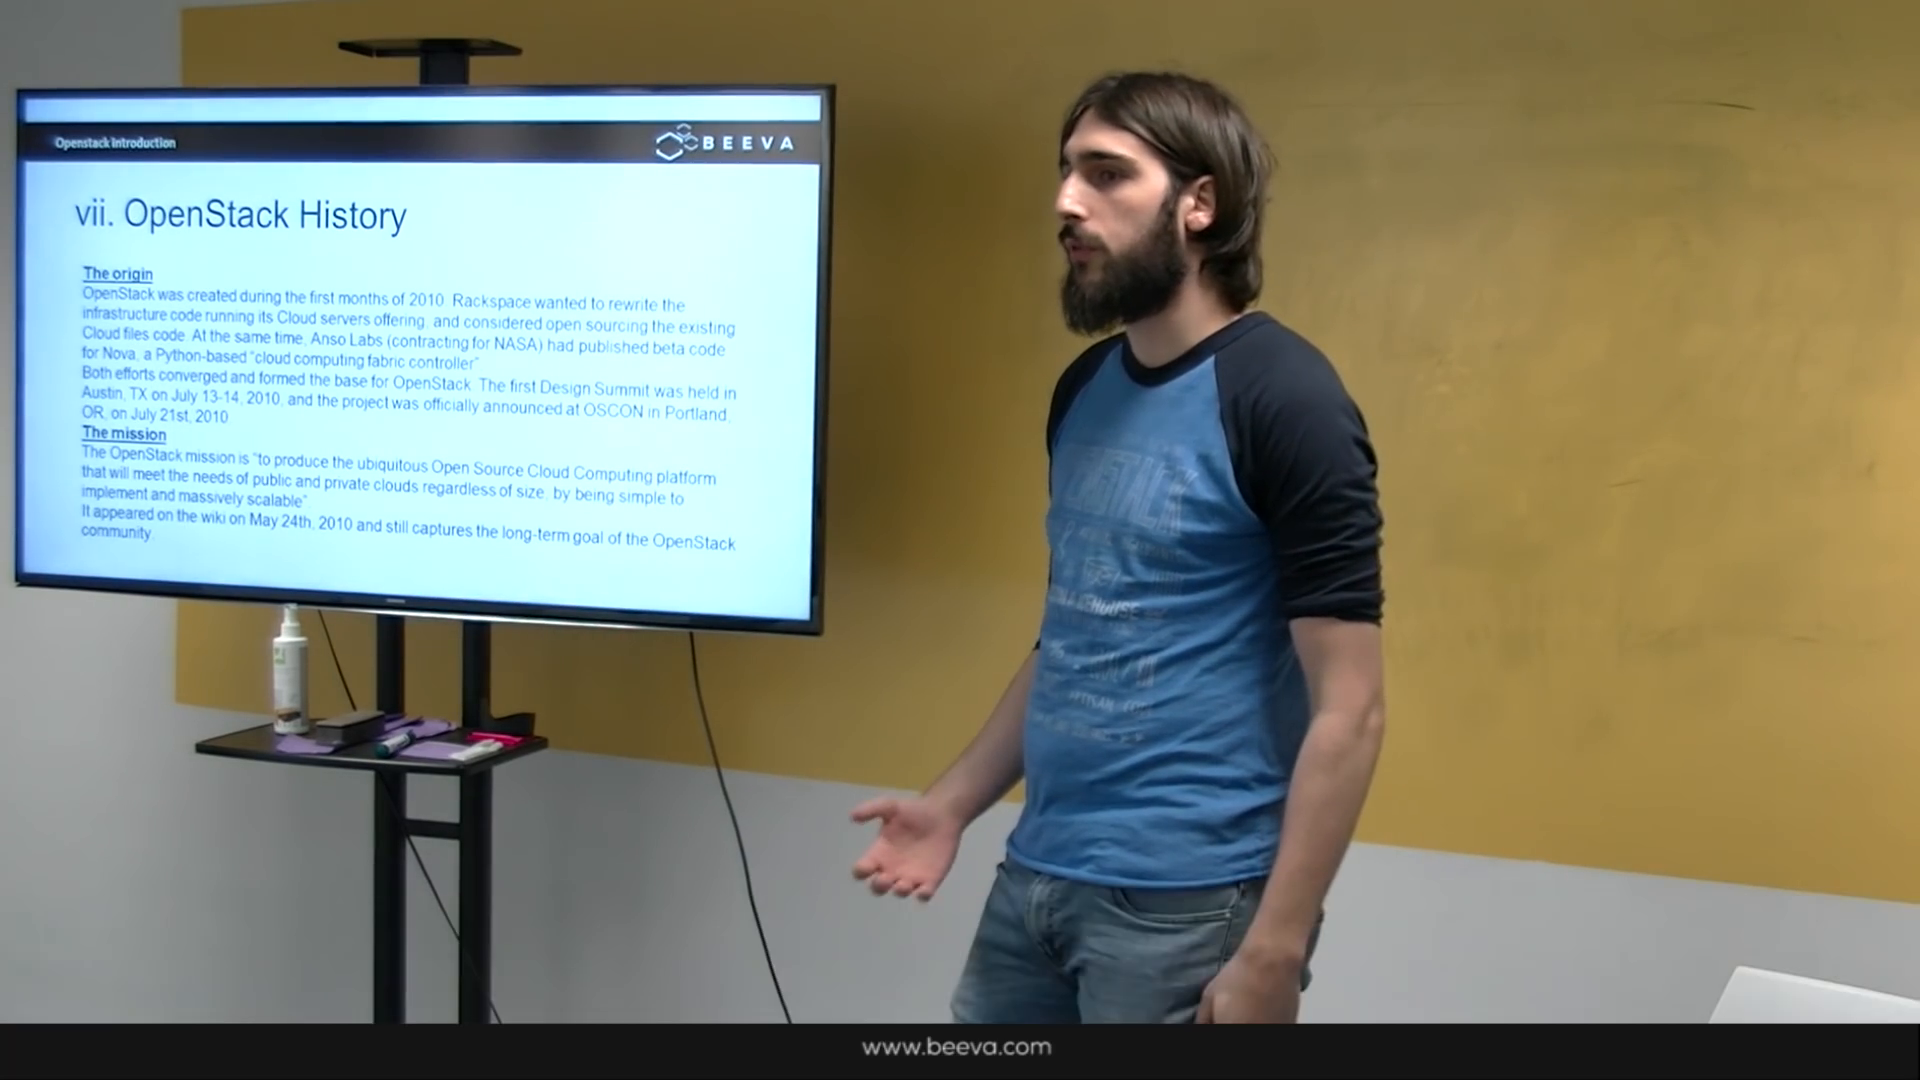 Openstack Introduction
BEEVA
vii. OpenStack History
The origin
OpenStack was created during the first months of 2010. Rackspace wanted to rewrite the
infrastructure code running its Cloud servers offering, and considered open sourcing the existing
Cloud files code. At the same time, Anso Labs (contracting for NASA) had published beta code
for Nova, a Python-based "cloud computing fabric controller"
Both efforts converged and formed the base for OpenStack. The first Design Summit was held in
Austin, TX on July 13-14, 2010, and the project was officially announced at OSCON in Portland,
OR, on July 21st, 2010
The mission
The OpenStack mission is "to produce the ubiquitous Open Source Cloud Computing platform
that will meet the needs of public and private clouds regardless of size, by being simple to
implement and massively scalable"
It appeared on the wiki on May 24th, 2010 and still captures the long-term goal of the OpenStack
community.
www.beeva.com